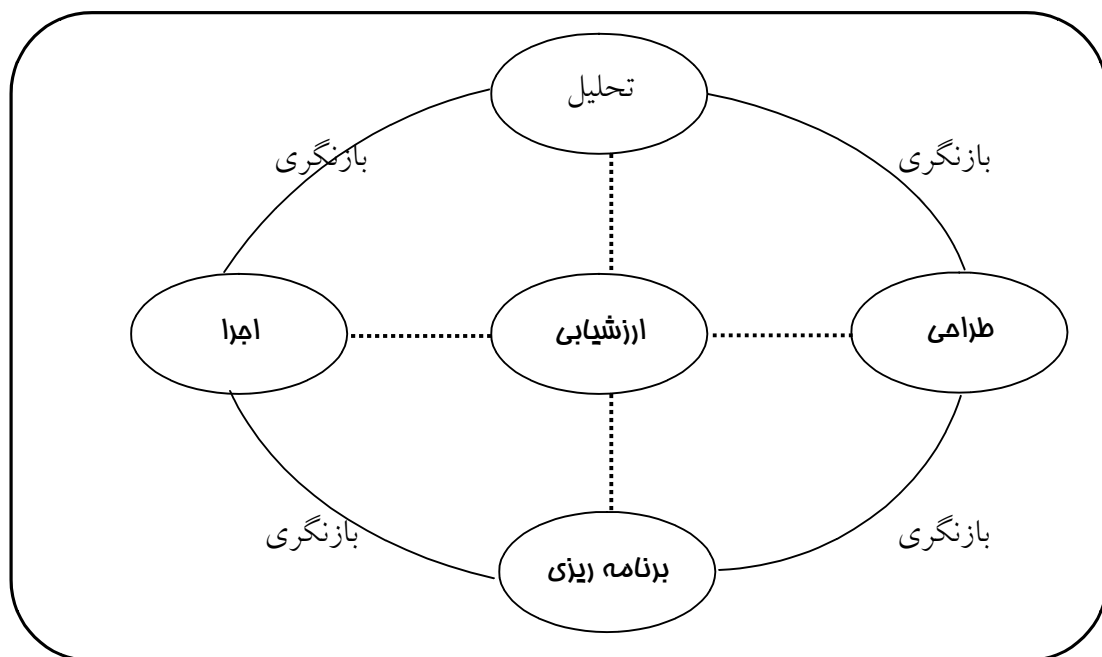 تحلیل
بازنگری
بازنگری
طراحی
ارزشیابی
اجرا
بازنگری
بازنگری
برنامه ریزی